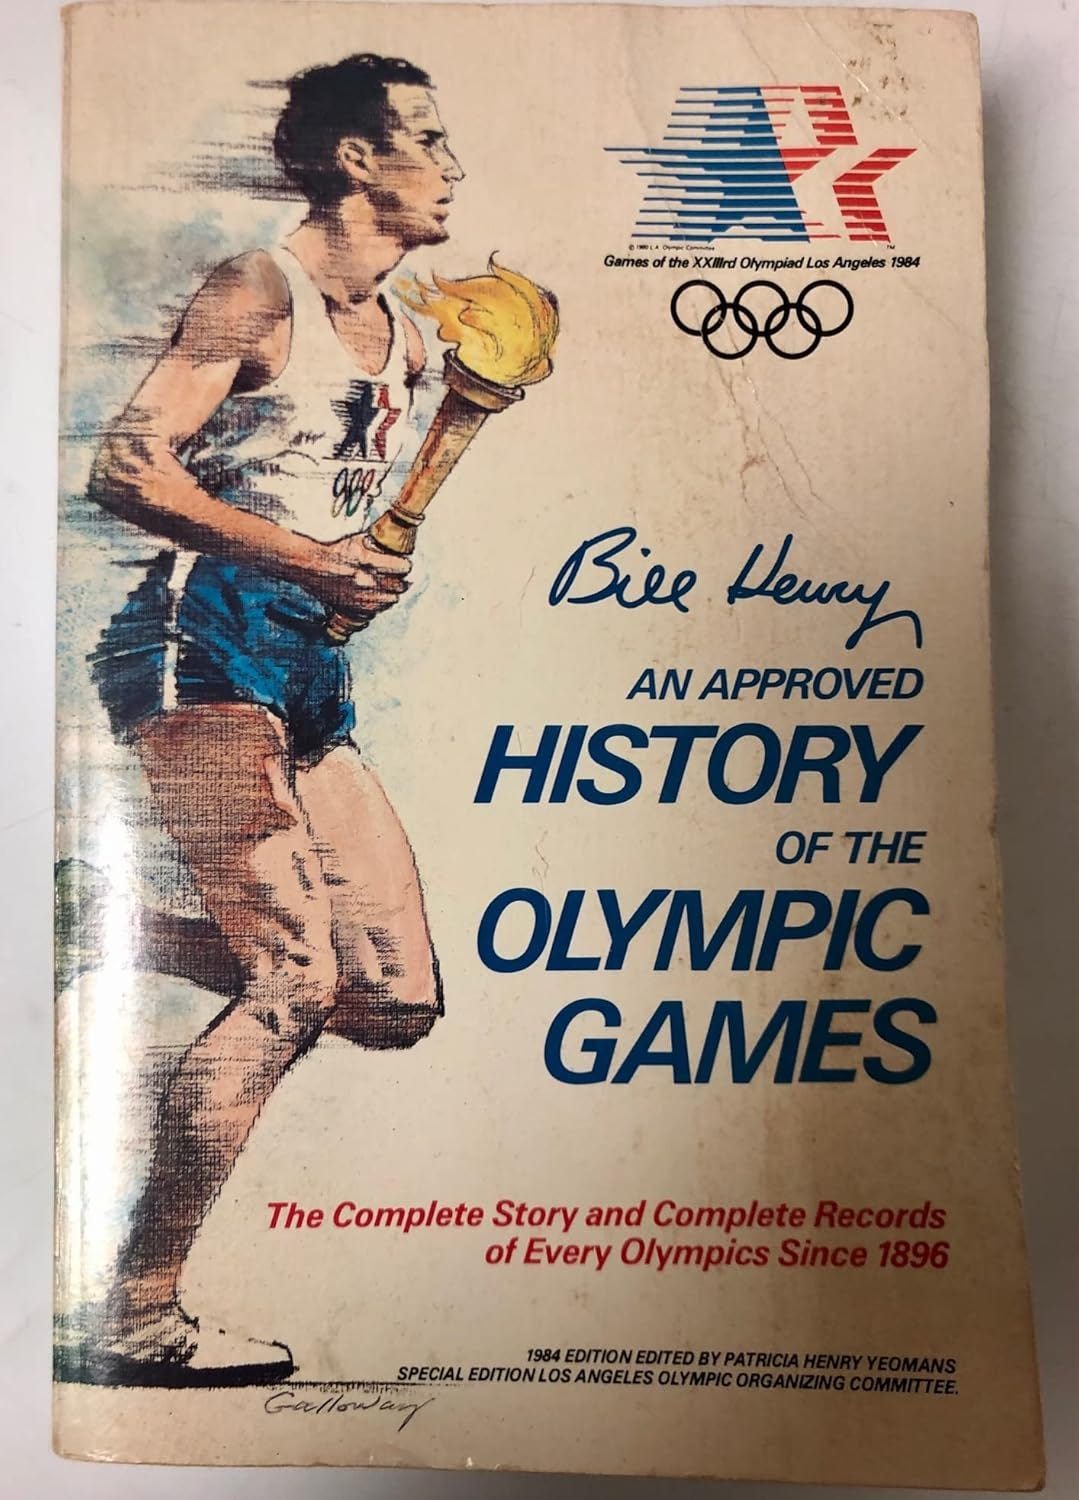 © 1980 L.A. Olympic Committee
TM
Games of the XXIIIrd Olympiad Los Angeles 1984
Bill Henry
AN APPROVED
HISTORY
OF THE
OLYMPIC
GAMES
The Complete Story and Complete Records
of Every Olympics Since 1896
1984 EDITION EDITED BY PATRICIA HENRY YEOMANS
SPECIAL EDITION LOS ANGELES OLYMPIC ORGANIZING COMMITTEE.
Galloway